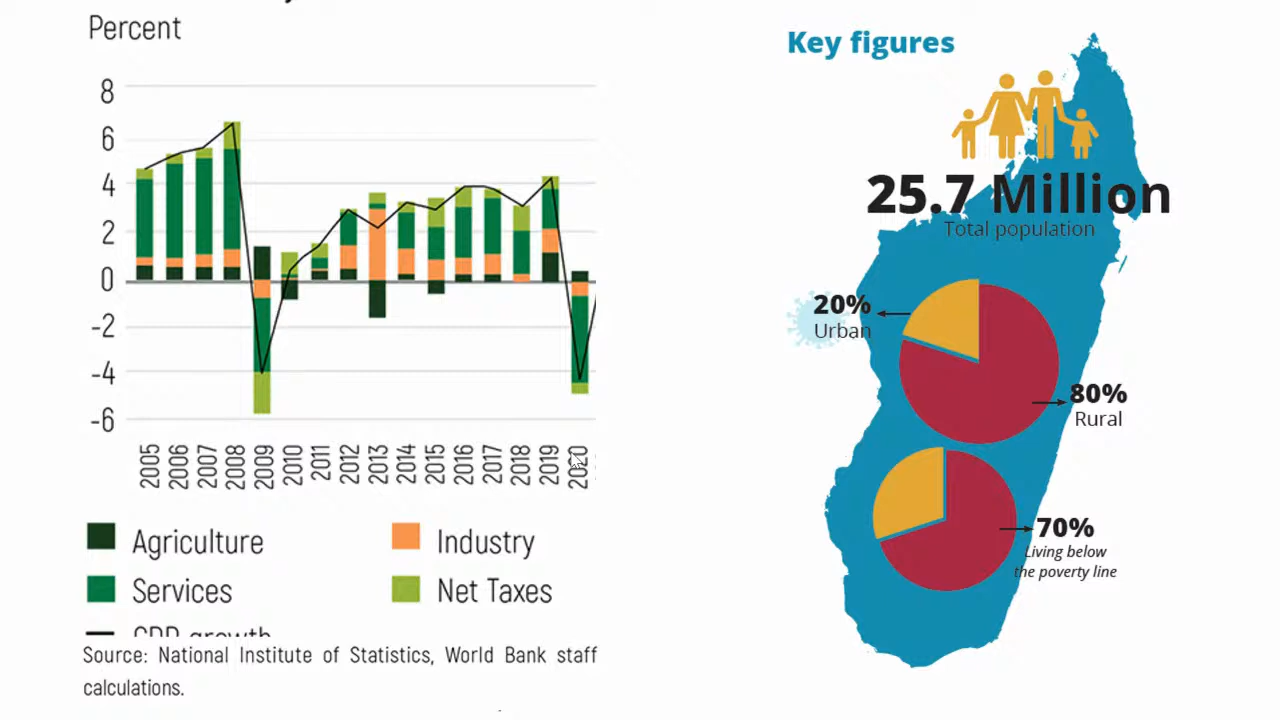 Percent
8
6
4
2
0
-2
-4
-6
2005 2006 2007 2008 2009 2010 2011 2012 2013 2014 2015 2016 2017 2018 2019 2020
Agriculture Industry
Services Net Taxes
GDP growth
Source: National Institute of Statistics, World Bank staff
calculations.
Key figures
25.7 Million
Total population
20%
Urban
80%
Rural
70%
Living below
the poverty line